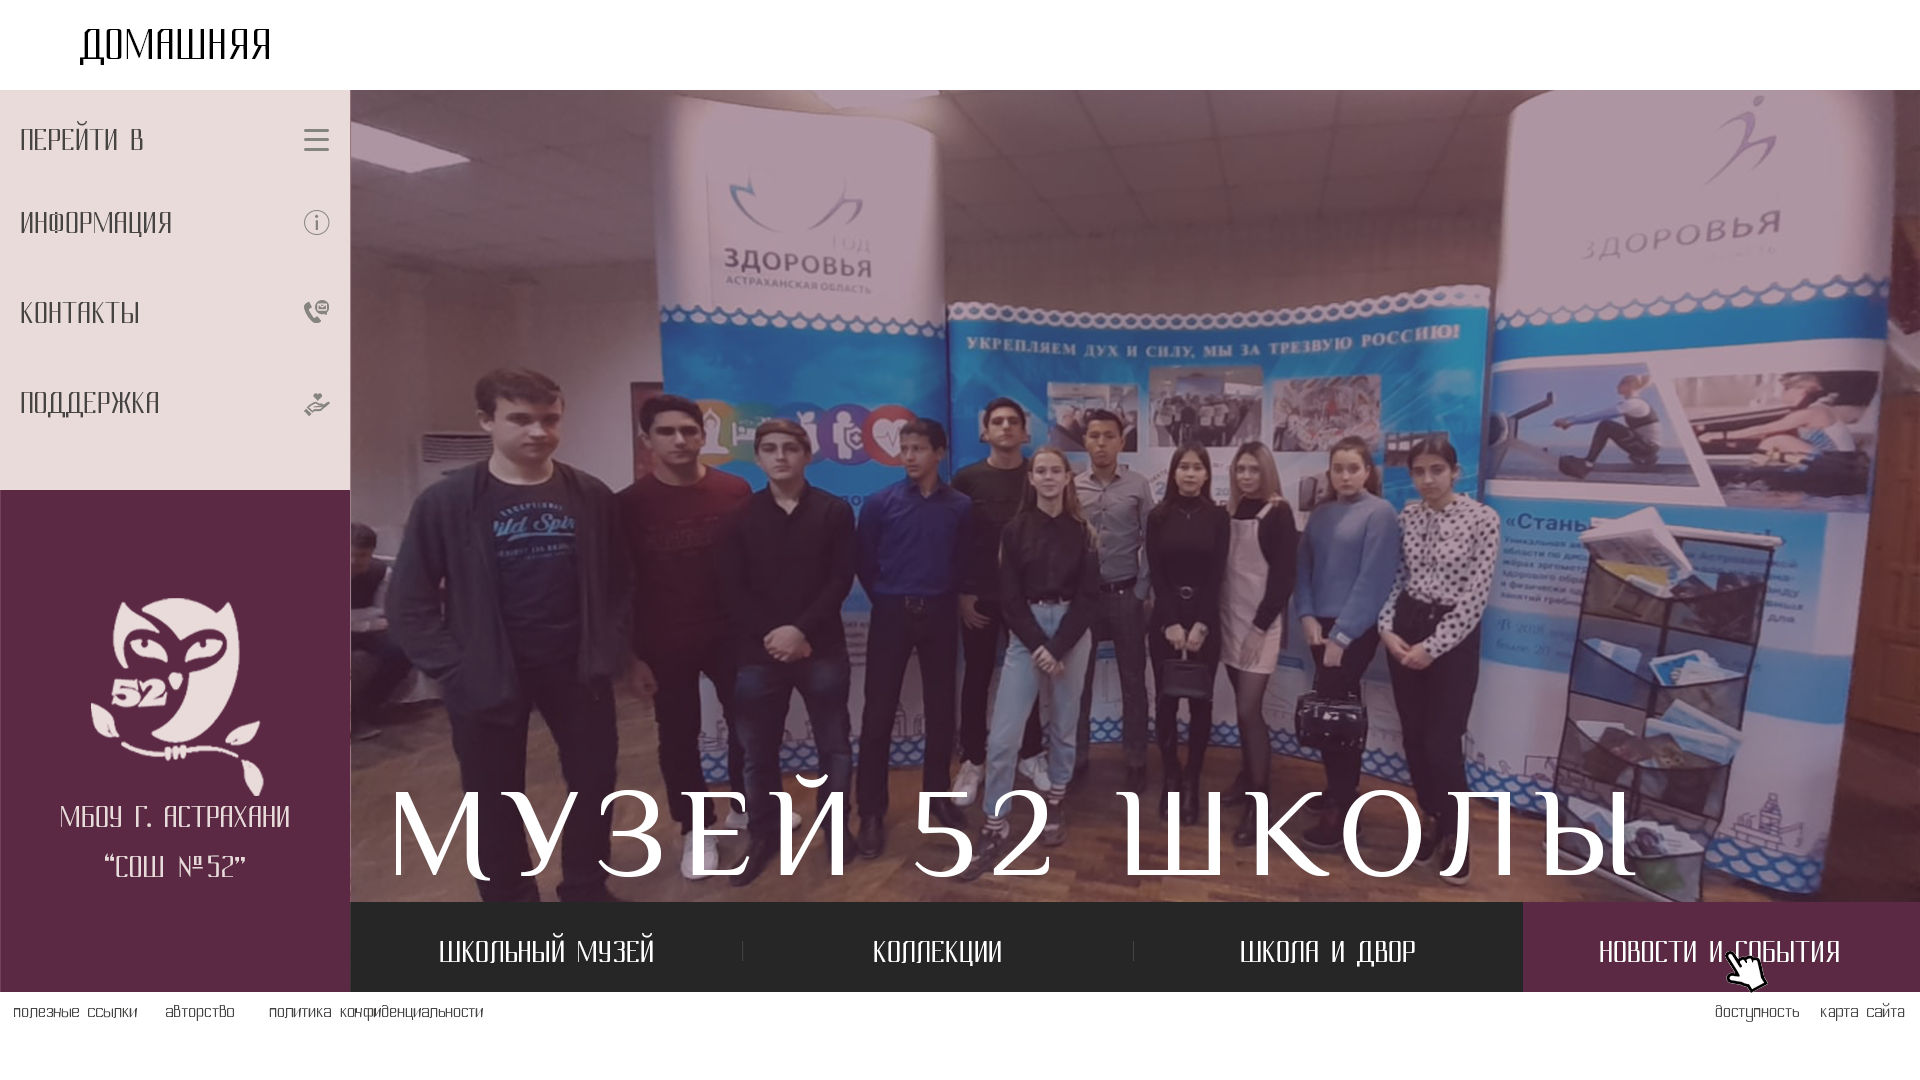 ДОМАШНЯЯ
ПЕРЕЙТИ В
ИНФОРМАЦИЯ
КОНТАКТЫ
ПОДДЕРЖКА
52
МБОУ Г. АСТРАХАНИ
“СОШ №52”
ГОД
ЗДОРОВЬЯ
АСТРАХАНСКАЯ ОБЛАСТЬ
ЗДОРОВЬЯ
УКРЕПЛЯЕМ ДУХ И СИЛУ, МЫ ЗА ТРЕЗВУЮ РОССИЮ!
«Стань
МУЗЕЙ 52 ШКОЛЫ
ШКОЛЬНЫЙ МУЗЕЙ
КОЛЛЕКЦИИ
ШКОЛА И ДВОР
НОВОСТИ И СОБЫТИЯ
полезные ссылки
авторство
политика конфиденциальности
доступность
карта сайта